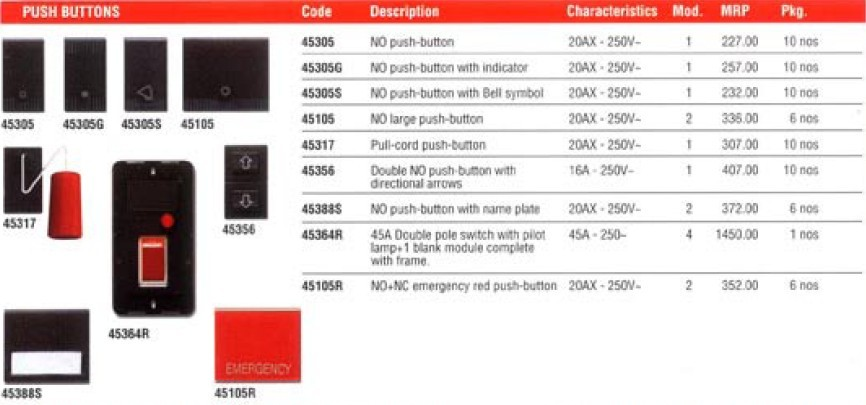 PUSH BUTTONS
Code Description Characteristics Mod. MRP Pkg.
45305 NO push-button 20AX - 250V~ 1 227.00 10 nos
45305G NO push-button with indicator 20AX - 250V~ 1 257.00 10 nos
45305S NO push-button with Bell symbol 20AX - 250V~ 1 232.00 10 nos
45105 NO large push-button 20AX - 250V~ 2 336.00 6 nos
45317 Pull-cord push-button 20AX - 250V~ 1 307.00 10 nos
45356 Double NO push-button with 16A - 250V~ 1 407.00 10 nos
directional arrows
45388S NO push-button with name plate 20AX - 250V~ 2 372.00 6 nos
45364R 45A Double pole switch with pilot 45A - 250~ 4 1450.00 1 nos
lamp+1 blank module complete
with frame.
45105R NO+NC emergency red push-button 20AX - 250V~ 2 352.00 6 nos
45305 45305G 45305S 45105
45317
45356
45364R
EMERGENCY
45388S
45105R